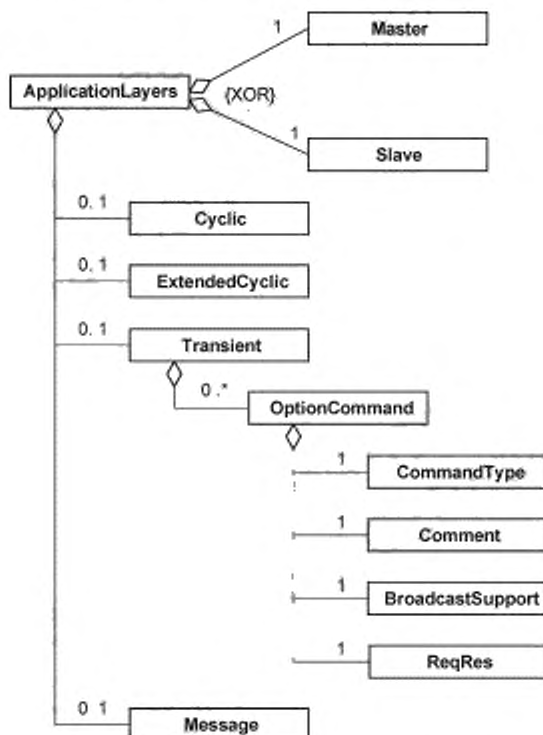 1
Master
ApplicationLayers
{XOR}
1
Slave
0. 1
Cyclic
0. 1
ExtendedCyclic
0. 1
Transient
0 .*
OptionCommand
1
CommandType
1
Comment
1
BroadcastSupport
1
ReqRes
0 1
Message